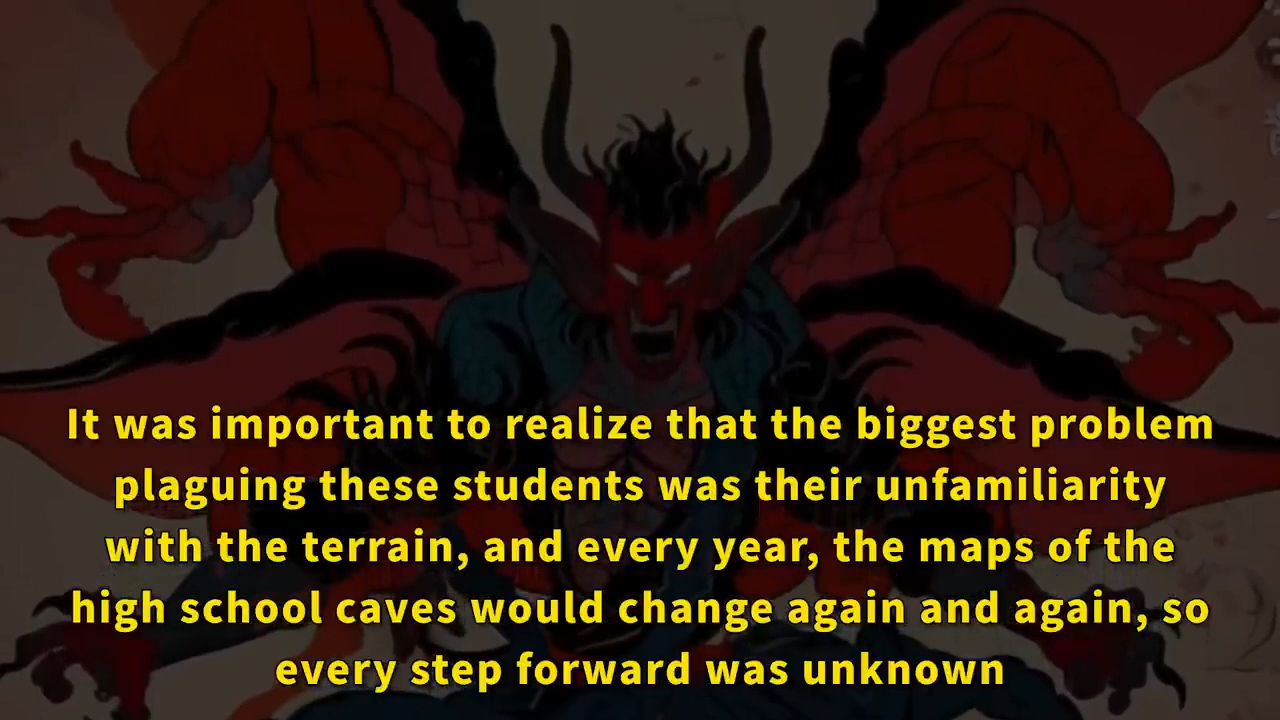 It was important to realize that the biggest problem
plaguing these students was their unfamiliarity
with the terrain, and every year, the maps of the
high school caves would change again and again, so
every step forward was unknown